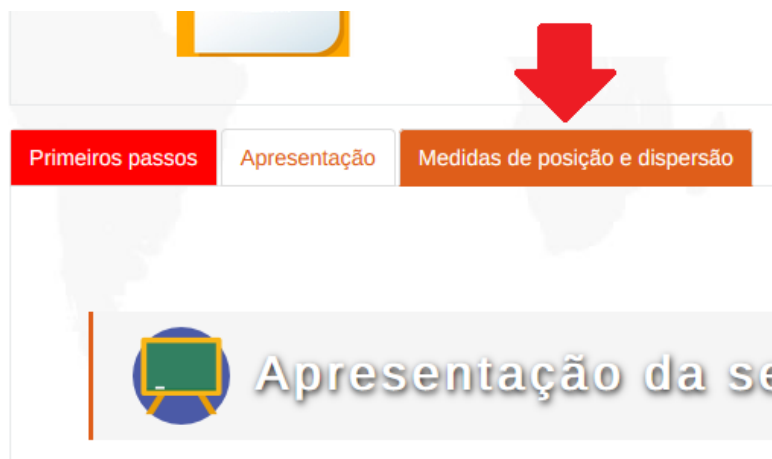 Primeiros passos
Apresentação
Medidas de posição e dispersão
Apresentação da se